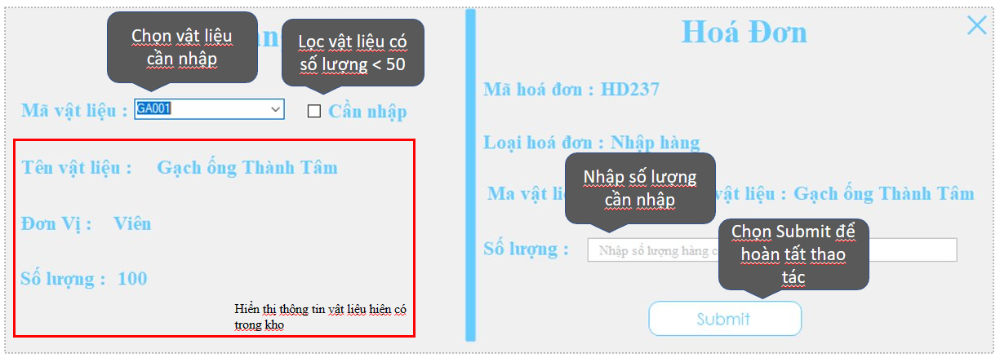 Chọn vật liệu
cần nhập
Lọc vật liệu có
số lượng < 50
Mã vật liệu :
GA001
Cần nhập
Tên vật liệu : Gạch ống Thành Tâm
Đơn Vị : Viên
Số lượng : 100
Hiển thị thông tin vật liệu hiện có
trong kho
Hoá Đơn
Mã hoá đơn : HD237
Loại hoá đơn : Nhập hàng
Nhập số lượng
cần nhập
Ma vật li
vật liệu : Gạch ống Thành Tâm
Số lượng :
Nhập số lượng hàng c
Chọn Submit để
hoàn tất thao
tác
Submit